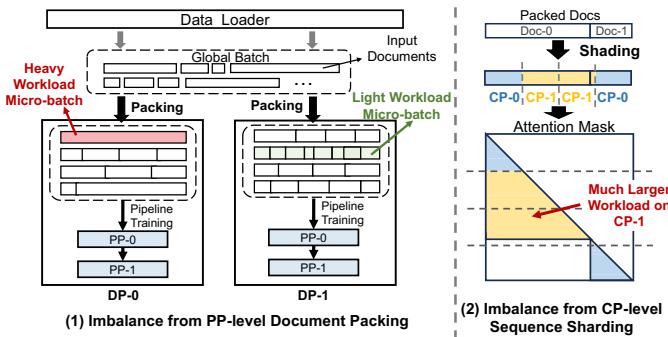 Data Loader
Global Batch
Input
Documents
...
Heavy
Workload
Micro-batch
Packing
Packing
Light Workload
Micro-batch
Pipeline
Training
PP-0
PP-1
DP-0
Pipeline
Training
PP-0
PP-1
DP-1
(1) Imbalance from PP-level Document Packing
Packed Docs
Doc-0
Doc-1
Shading
CP-0 CP-1 CP-1 CP-0
Attention Mask
Much Larger
Workload on
CP-1
(2) Imbalance from CP-level
Sequence Sharding